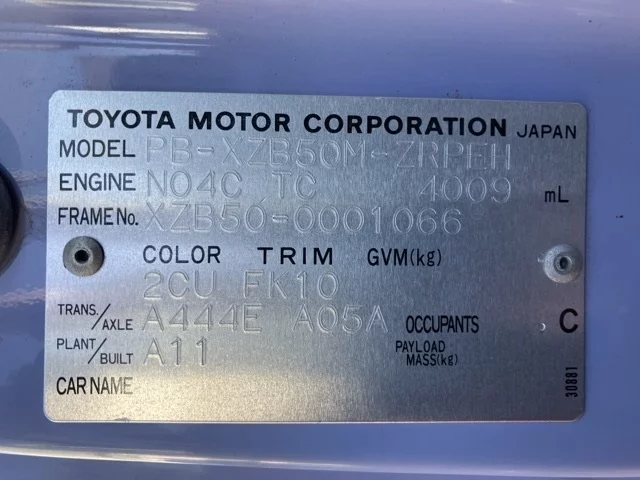 TOYOTA MOTOR CORPORATION JAPAN
MODEL PB-XZB50M-ZRPEH
ENGINE N04C TC 4009 mL
FRAME No. XZB50-0001066
COLOR TRIM GVM(kg)
2CU FK10
TRANS./AXLE A444E A05A OCCUPANTS C
PLANT/BUILT A11 PAYLOAD MASS(kg)
CAR NAME
30881